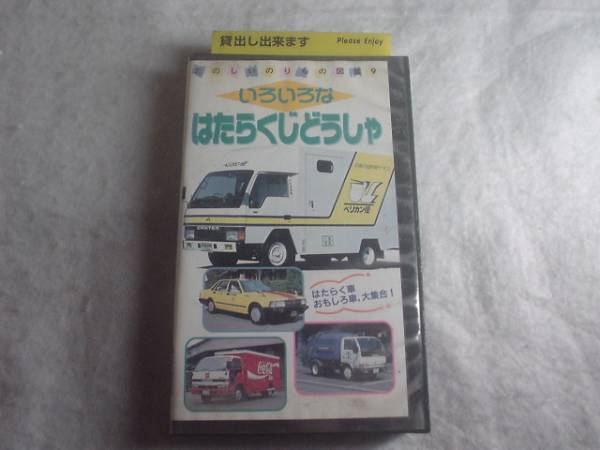 貸出し出来ます Please Enjoy
たのしいのりもの図鑑9
いろいろな
はたらくじどうしゃ
ペリカン便
CANTER
はたらく車
おもしろ車、大集合!
Coca-Cola